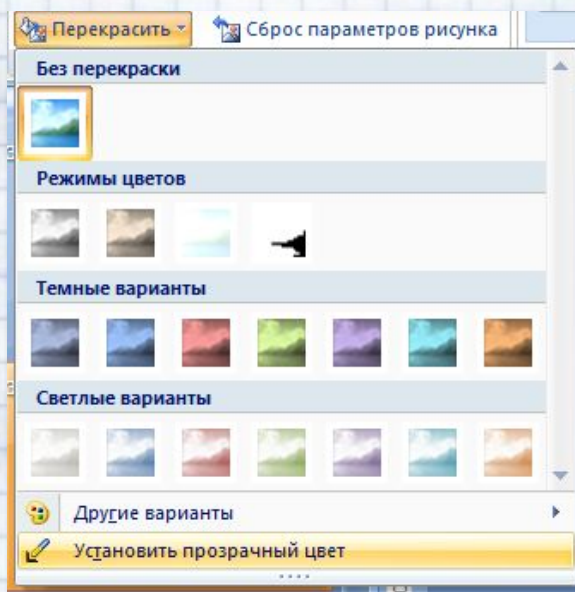 Перекрасить Сброс параметров рисунка
Без перекраски
Режимы цветов
Темные варианты
Светлые варианты
Другие варианты
Установить прозрачный цвет